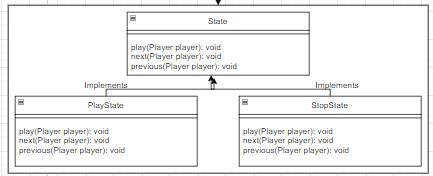 State
play(Player player): void
next(Player player): void
previous(Player player): void
Implements
Implements
PlayState
play(Player player): void
next(Player player): void
previous(Player player): void
StopState
play(Player player): void
next(Player player): void
previous(Player player): void